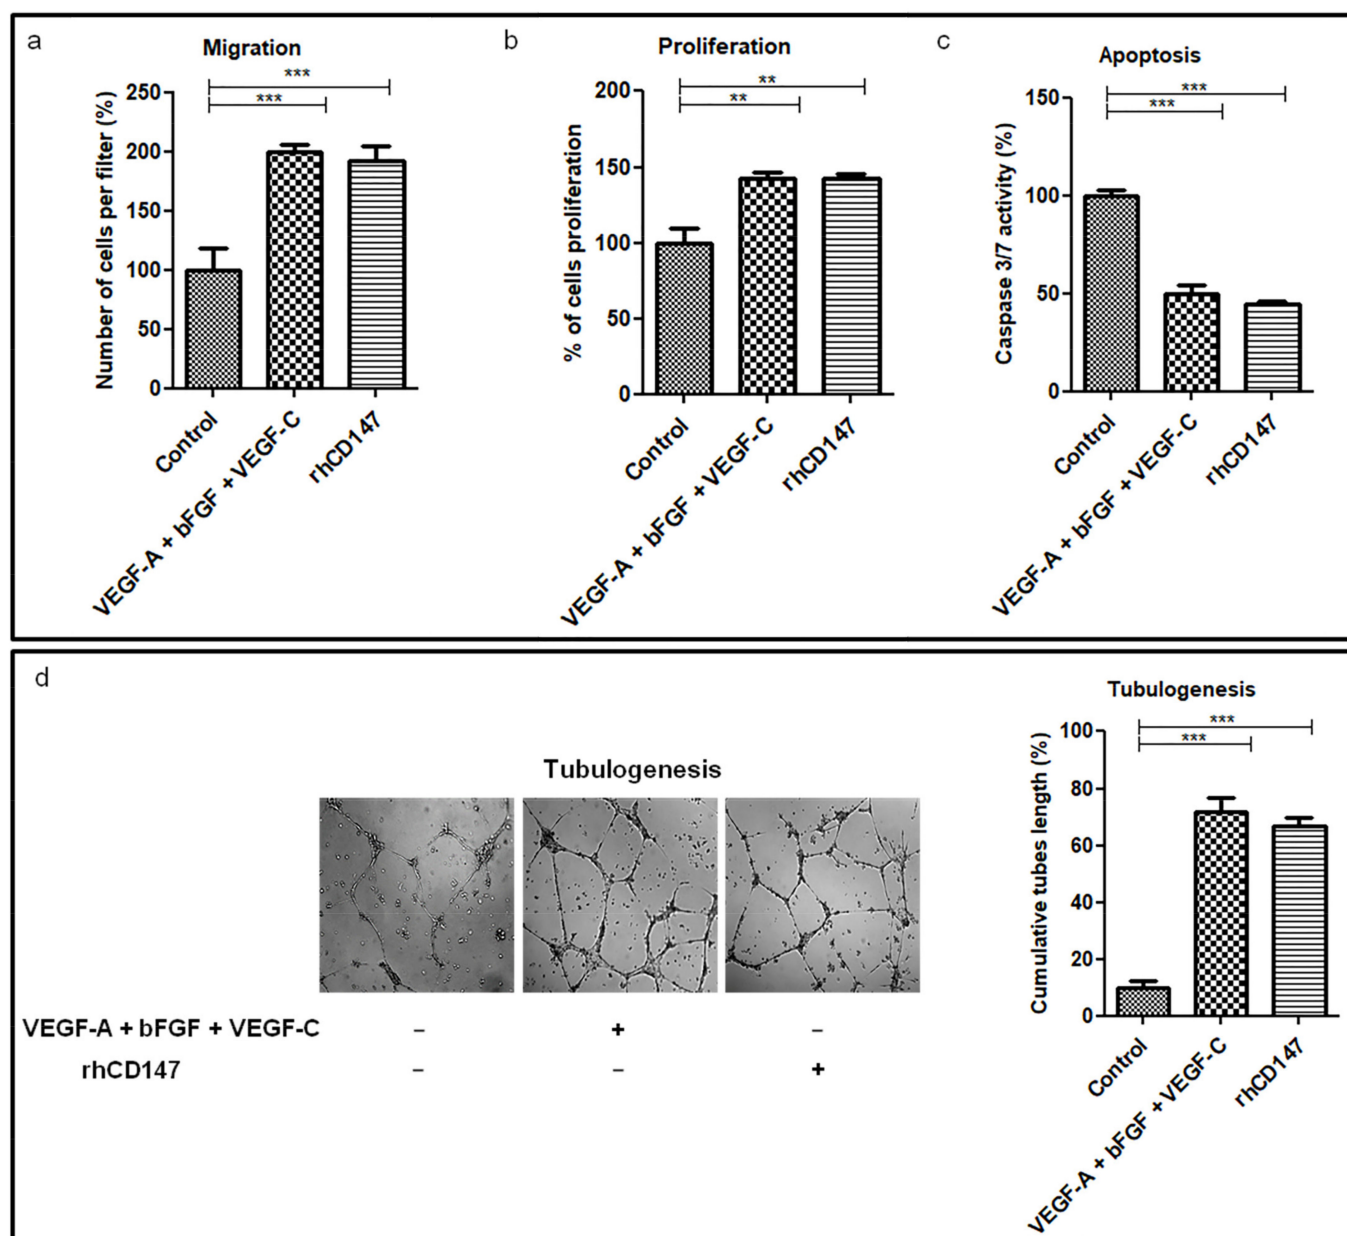 a
Migration
***
***
Number of cells per filter (%)
250
200
150
100
50
0
Control
VEGF-A + bFGF +VEGF-C
rhCD147
b
Proliferation
**
**
% of cells proliferation
200
150
100
50
0
Control
VEGF-A + bFGF +VEGF-C
rhCD147
c
Apoptosis
***
***
Caspase 3/7 activity (%)
150
100
50
0
Control
VEGF-A + bFGF +VEGF-C
rhCD147
d
Tubulogenesis
VEGF-A + bFGF + VEGF-C – + –
rhCD147 – – +
Tubulogenesis
***
***
Cumulative tubes length (%)
100
80
60
40
20
0
Control
VEGF-A + bFGF +VEGF-C
rhCD147